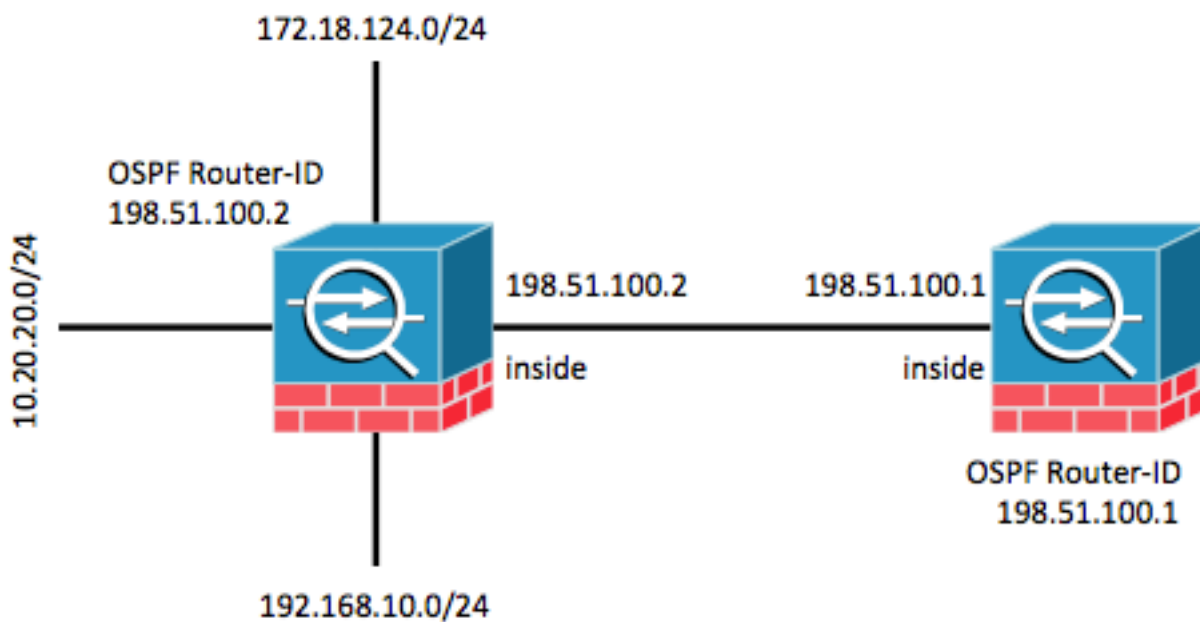 172.18.124.0/24
OSPF Router-ID
198.51.100.2
10.20.20.0/24
198.51.100.2
inside
198.51.100.1
inside
OSPF Router-ID
198.51.100.1
192.168.10.0/24